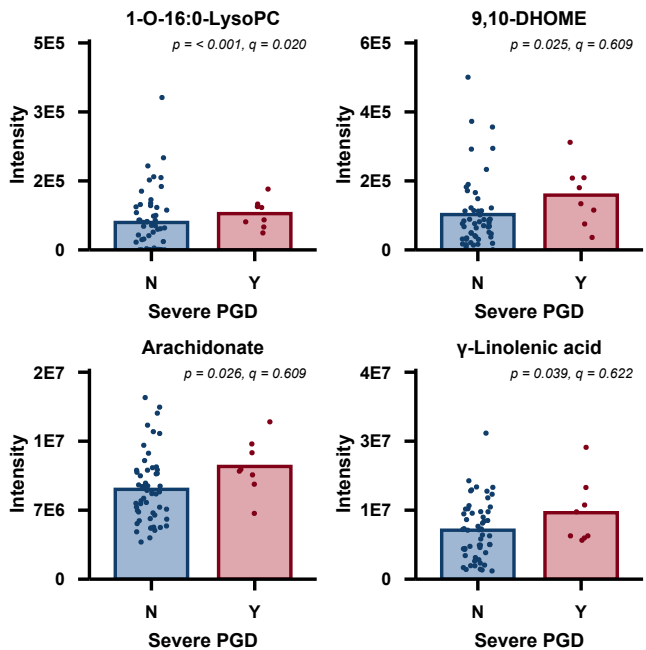 1-O-16:0-LysoPC
p = < 0.001, q = 0.020
5E5
3E5
2E5
0
Intensity
N
Y
Severe PGD
9,10-DHOME
p = 0.025, q = 0.609
6E5
4E5
2E5
0
Intensity
N
Y
Severe PGD
Arachidonate
p = 0.026, q = 0.609
2E7
1E7
7E6
0
Intensity
N
Y
Severe PGD
γ-Linolenic acid
p = 0.039, q = 0.622
4E7
3E7
1E7
0
Intensity
N
Y
Severe PGD